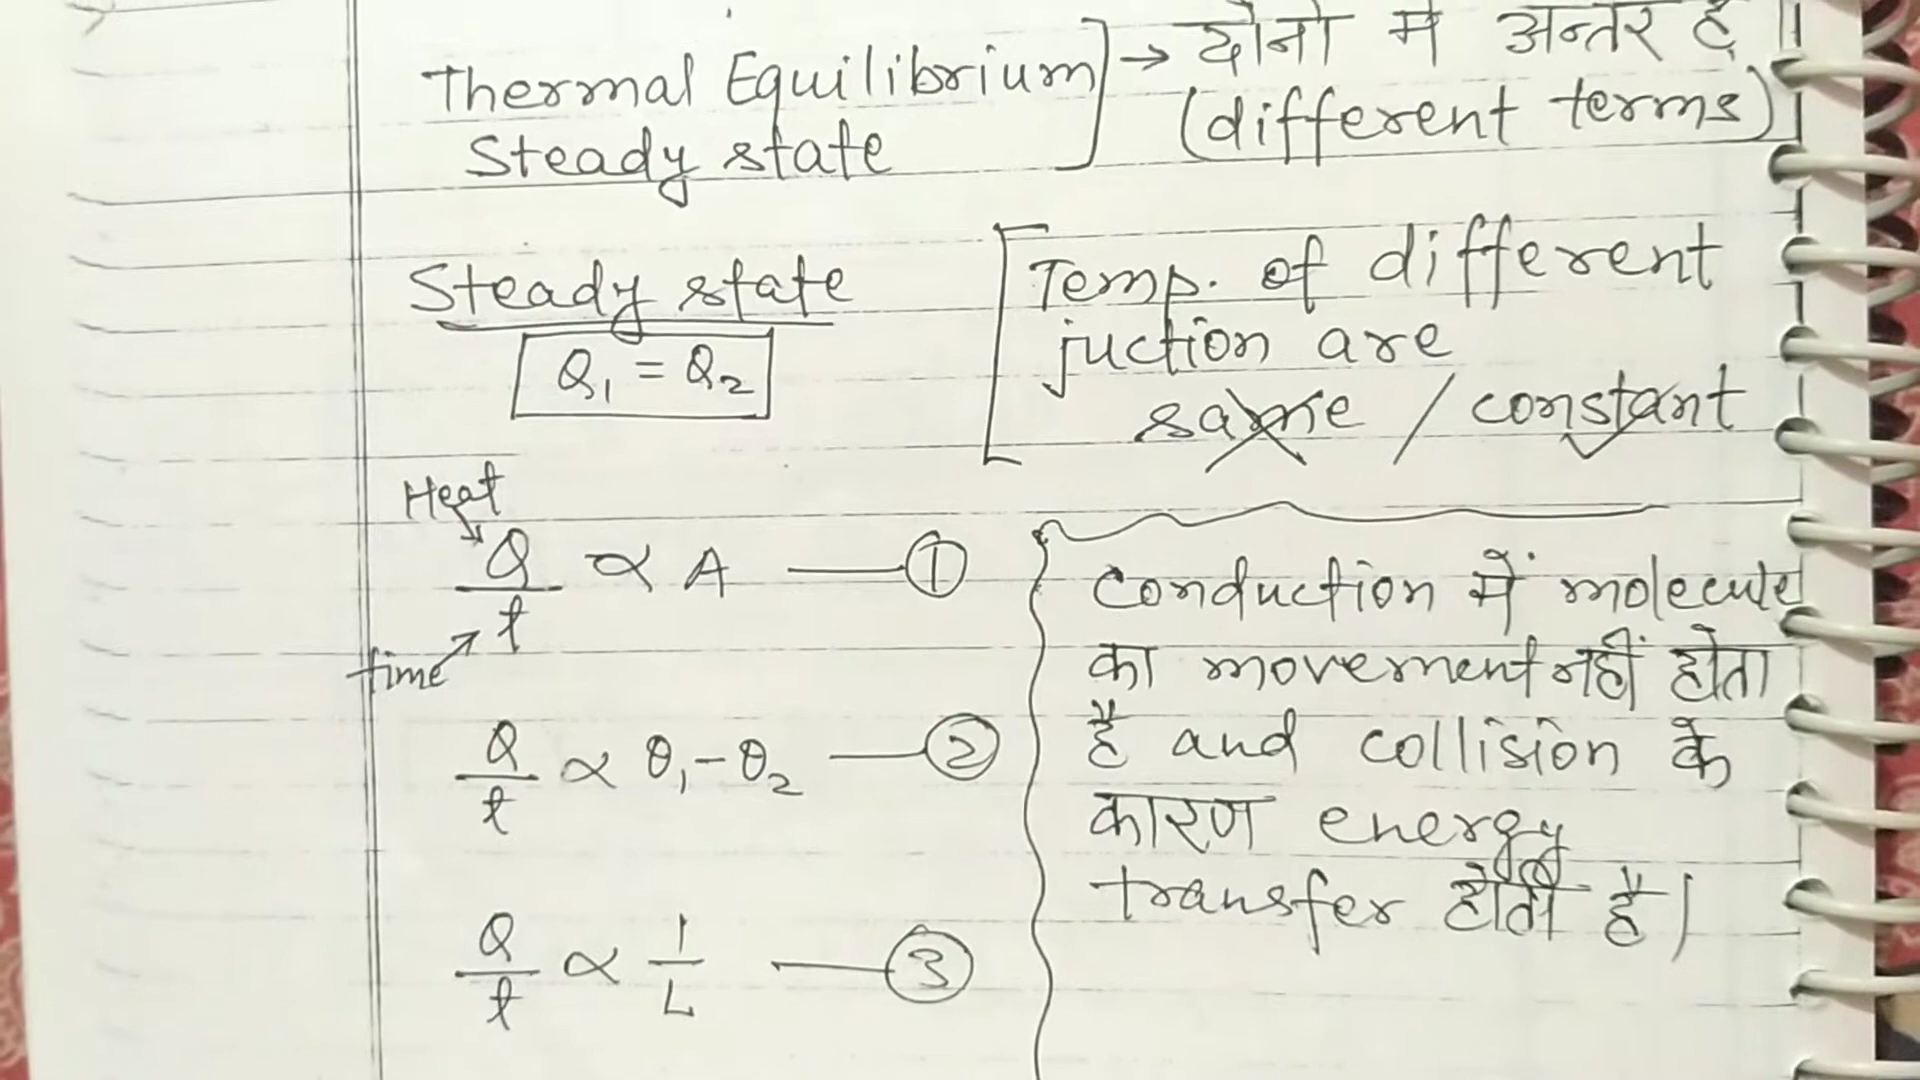 Thermal Equilibrium → दोनो में अन्तर है।
Steady state (different terms)
Steady state
Q₁ = Q₂
Temp. of different
juction are
same / constant
Heat
Q/t ∝ A — ①
time
Q/t ∝ θ₁ - θ₂ — ②
Q/t ∝ 1/L — ③
Conduction में molecule
का movement नहीं होता
है and collision के
कारण energy
transfer होती है।